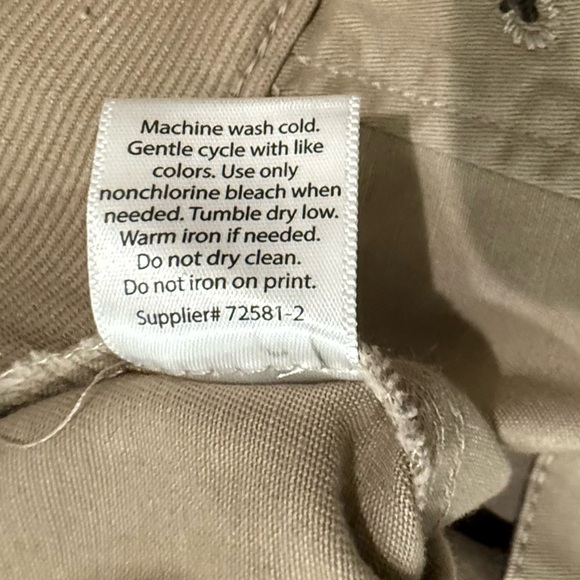 Machine wash cold.
Gentle cycle with like
colors. Use only
nonchlorine bleach when
needed. Tumble dry low.
Warm iron if needed.
Do not dry clean.
Do not iron on print.
Supplier# 72581-2